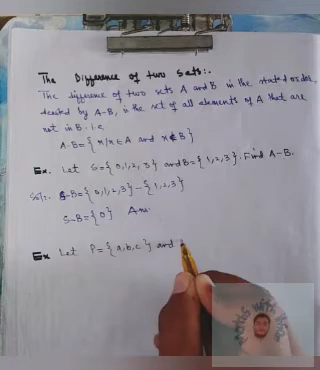 The Difference of two Sets:-
The difference of two sets A and B in the stated order,
denoted by A-B, is the set of all elements of A that are
not in B. i.e
A-B={x/x∈A and x∉B}
Ex. Let S={0,1,2,3} and B={1,2,3}. Find A-B.
Sol:- S-B={0,1,2,3}-{1,2,3}
S-B={0} Ans.
Ex Let P={a,b,c} and